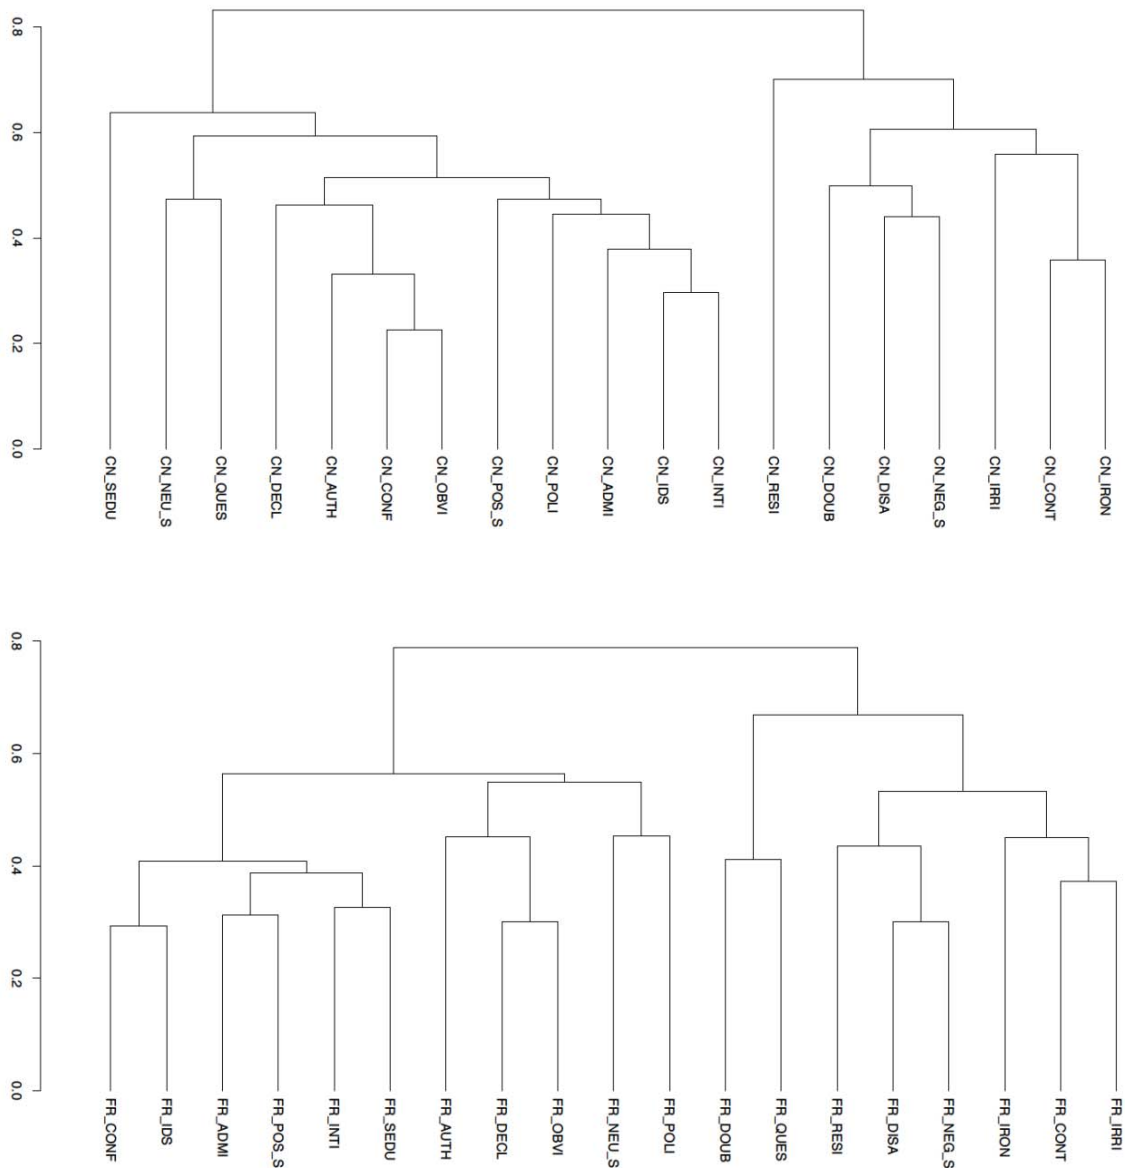 0.8
0.6
0.4
0.2
0.0
CN_SEDU
CN_NEU_S
CN_QUES
CN_DECL
CN_AUTH
CN_CONF
CN_OBVI
CN_POS_S
CN_POLI
CN_ADMI
CN_IDS
CN_INTI
CN_RESI
CN_DOUB
CN_DISA
CN_NEG_S
CN_IRRI
CN_CONT
CN_IRON
0.8
0.6
0.4
0.2
0.0
FR_CONF
FR_IDS
FR_ADMI
FR_POS_S
FR_INTI
FR_SEDU
FR_AUTH
FR_DECL
FR_OBVI
FR_NEU_S
FR_POLI
FR_DOUB
FR_QUES
FR_RESI
FR_DISA
FR_NEG_S
FR_IRON
FR_CONT
FR_IRRI